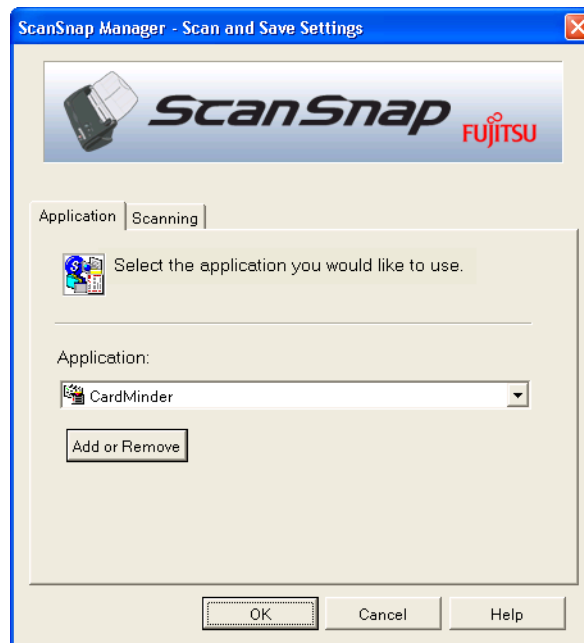 ScanSnap Manager - Scan and Save Settings
ScanSnap FUJITSU
Application Scanning
Select the application you would like to use.
Application:
CardMinder
Add or Remove
OK Cancel Help